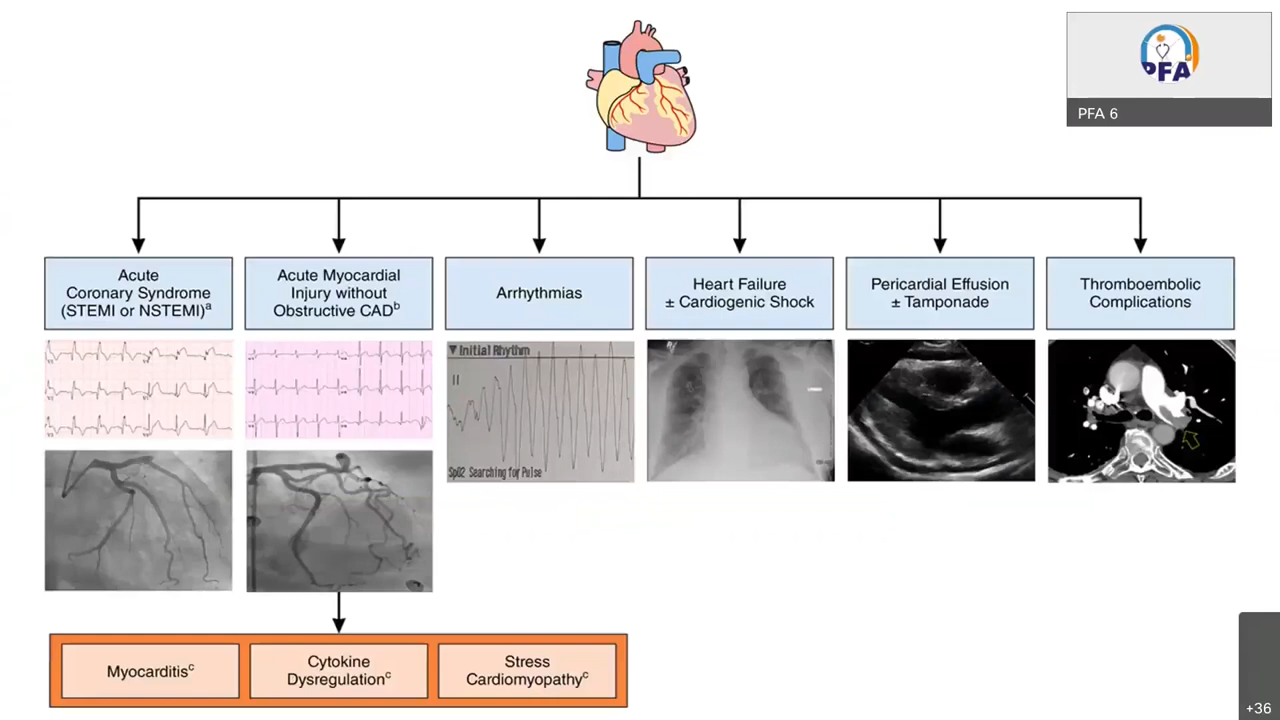 PFA
PFA 6
Acute
Coronary Syndrome
(STEMI or NSTEMI)a
Acute Myocardial
Injury without
Obstructive CADb
Arrhythmias
Heart Failure
± Cardiogenic Shock
Pericardial Effusion
± Tamponade
Thromboembolic
Complications
▼ Initial Rhythm
II
SpO2 Searching for Pulse
Myocarditisc
Cytokine
Dysregulationc
Stress
Cardiomyopathyc
+36